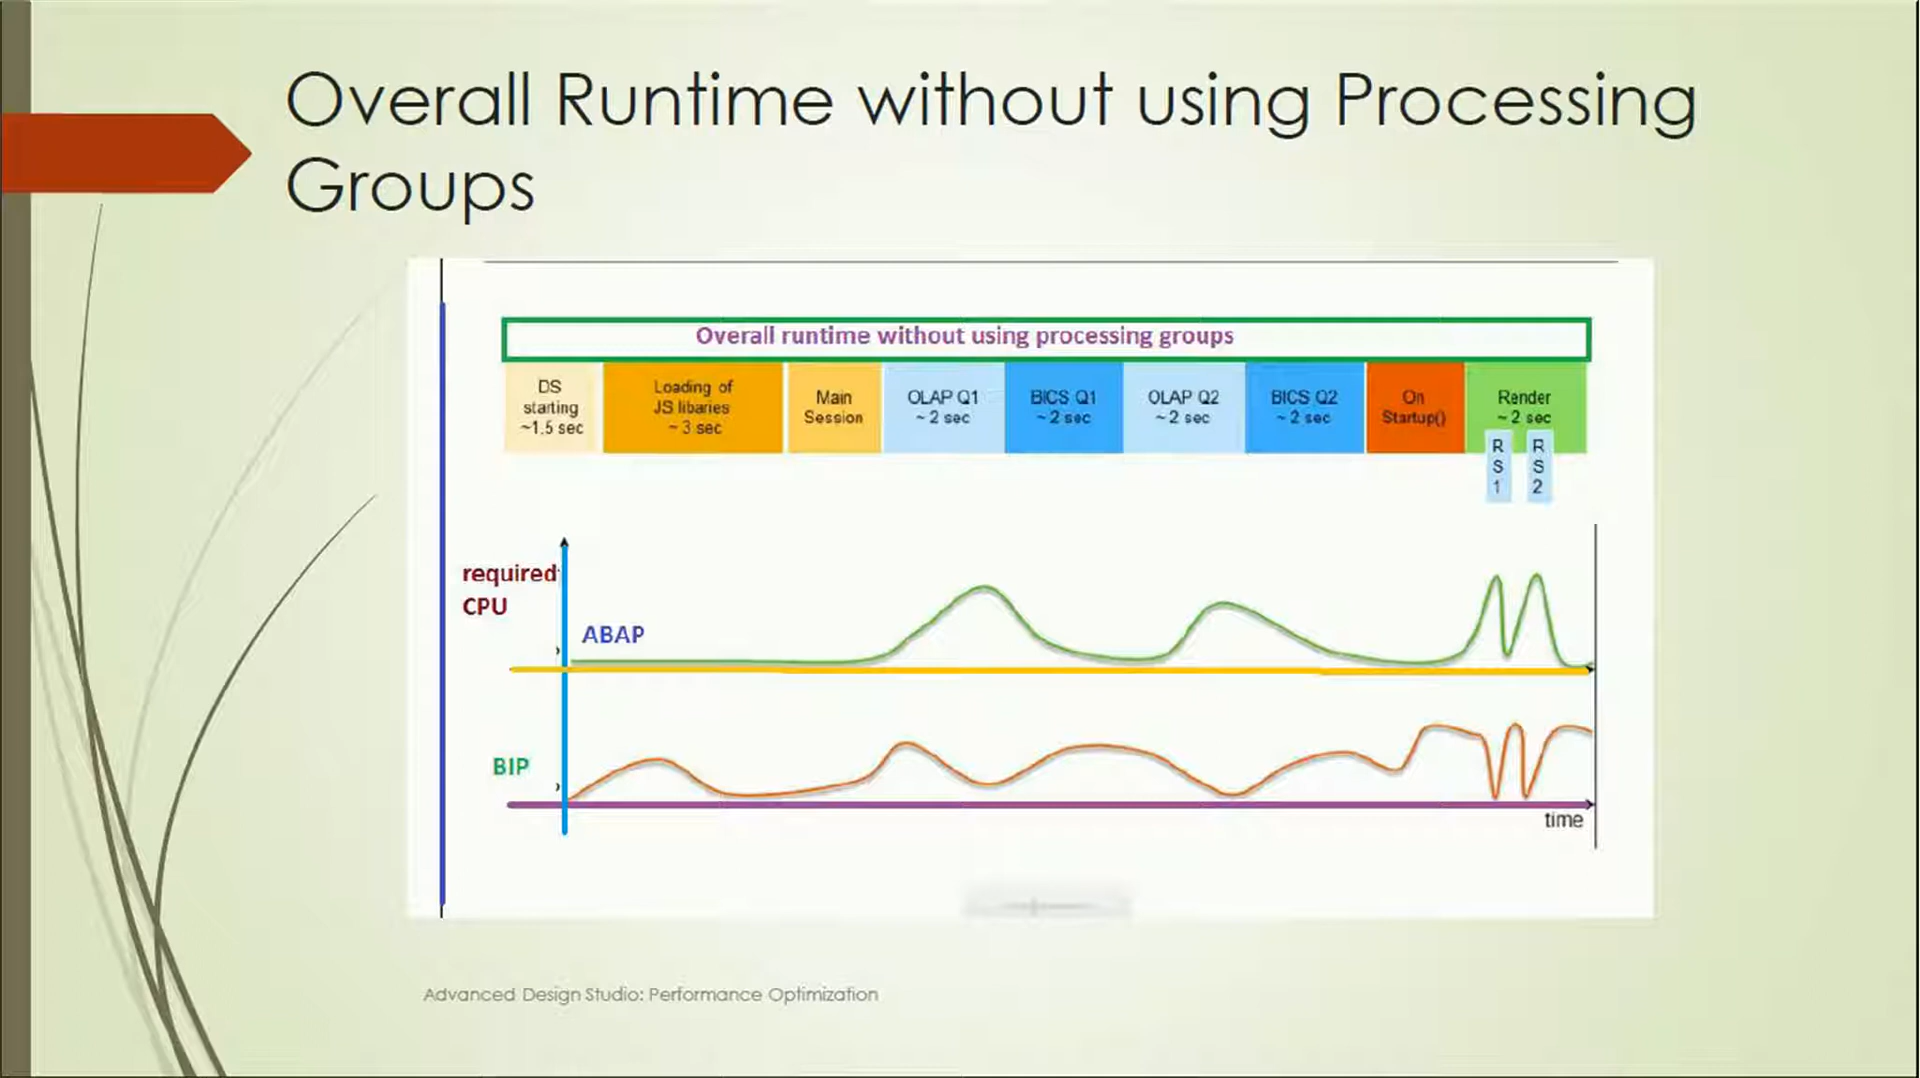 Overall Runtime without using Processing
Groups
Overall runtime without using processing groups
DS
starting
~1.5 sec
Loading of
JS libaries
~ 3 sec
Main
Session
OLAP Q1
~ 2 sec
BICS Q1
~ 2 sec
OLAP Q2
~ 2 sec
BICS Q2
~ 2 sec
On
Startup()
Render
~ 2 sec
R
S
1
R
S
2
required
CPU
ABAP
BIP
time
Advanced Design Studio: Performance Optimization